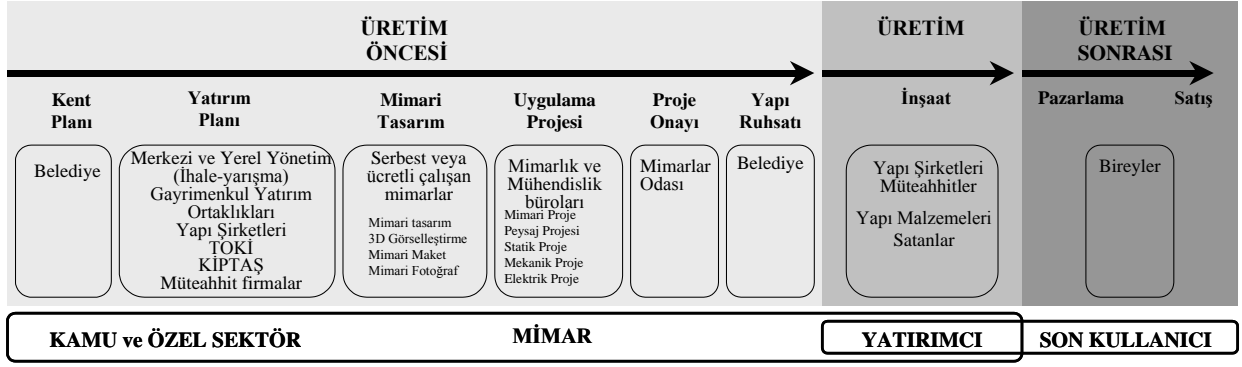 ÜRETİM
ÖNCESİ
ÜRETİM
ÜRETİM
SONRASI
Kent
Planı
Yatırım
Planı
Mimari
Tasarım
Uygulama
Projesi
Proje
Onayı
Yapı
Ruhsatı
İnşaat
Pazarlama
Satış
Belediye
Merkezi ve Yerel Yönetim
(İhale-yarışma)
Gayrimenkul Yatırım
Ortaklıkları
Yapı Şirketleri
TOKİ
KİPTAŞ
Müteahhit firmalar
Serbest veya
ücretli çalışan
mimarlar
Mimari tasarım
3D Görselleştirme
Mimari Maket
Mimari Fotoğraf
Mimarlık ve
Mühendislik
büroları
Mimari Proje
Peysaj Projesi
Statik Proje
Mekanik Proje
Elektrik Proje
Mimarlar
Odası
Belediye
Yapı Şirketleri
Müteahhitler
Yapı Malzemeleri
Satanlar
Bireyler
KAMU ve ÖZEL SEKTÖR
MİMAR
YATIRIMCI
SON KULLANICI